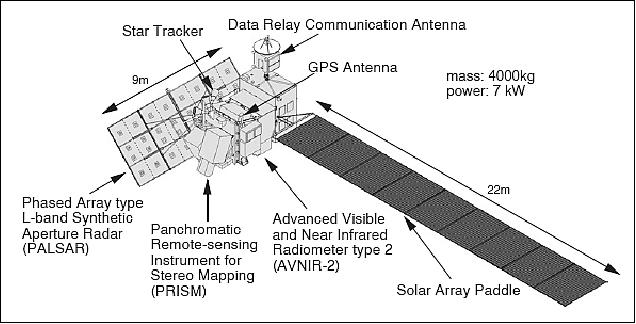 Data Relay Communication Antenna
Star Tracker
GPS Antenna
9m
mass: 4000kg
power: 7 kW
22m
Phased Array type
L-band Synthetic
Aperture Radar
(PALSAR)
Panchromatic
Remote-sensing
Instrument for
Stereo Mapping
(PRISM)
Advanced Visible
and Near Infrared
Radiometer type 2
(AVNIR-2)
Solar Array Paddle